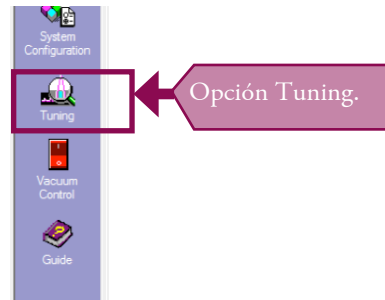 System
Configuration
Tuning
Opción Tuning.
Vacuum
Control
Guide